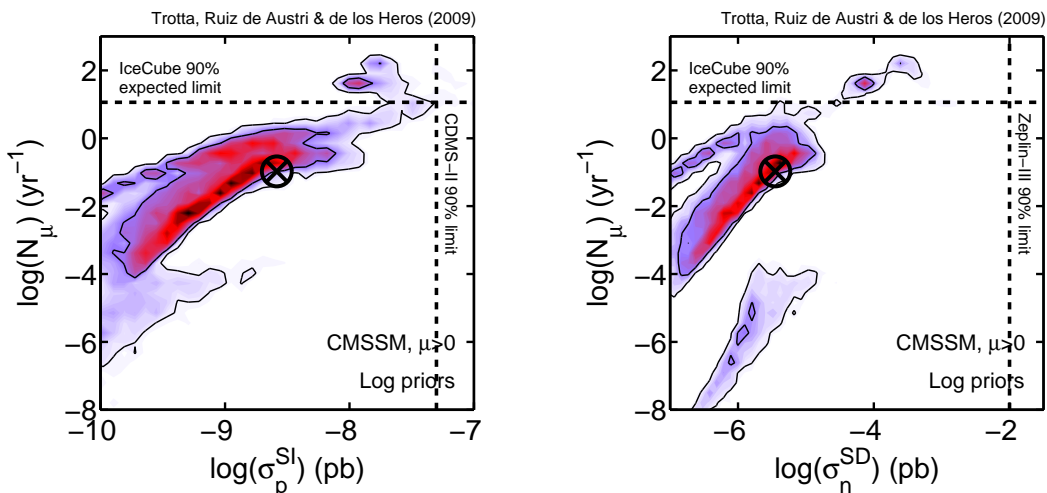 Trotta, Ruiz de Austri & de los Heros (2009)
IceCube 90%
expected limit
CDMS−II 90% limit
CMSSM, μ>0
Log priors
log(N_μ) (yr⁻¹)
2
0
−2
−4
−6
−8
−10
−9
−8
−7
log(σ_p^SI) (pb)
Trotta, Ruiz de Austri & de los Heros (2009)
IceCube 90%
expected limit
Zeplin−III 90% limit
CMSSM, μ>0
Log priors
log(N_μ) (yr⁻¹)
2
0
−2
−4
−6
−8
−6
−4
−2
log(σ_n^SD) (pb)